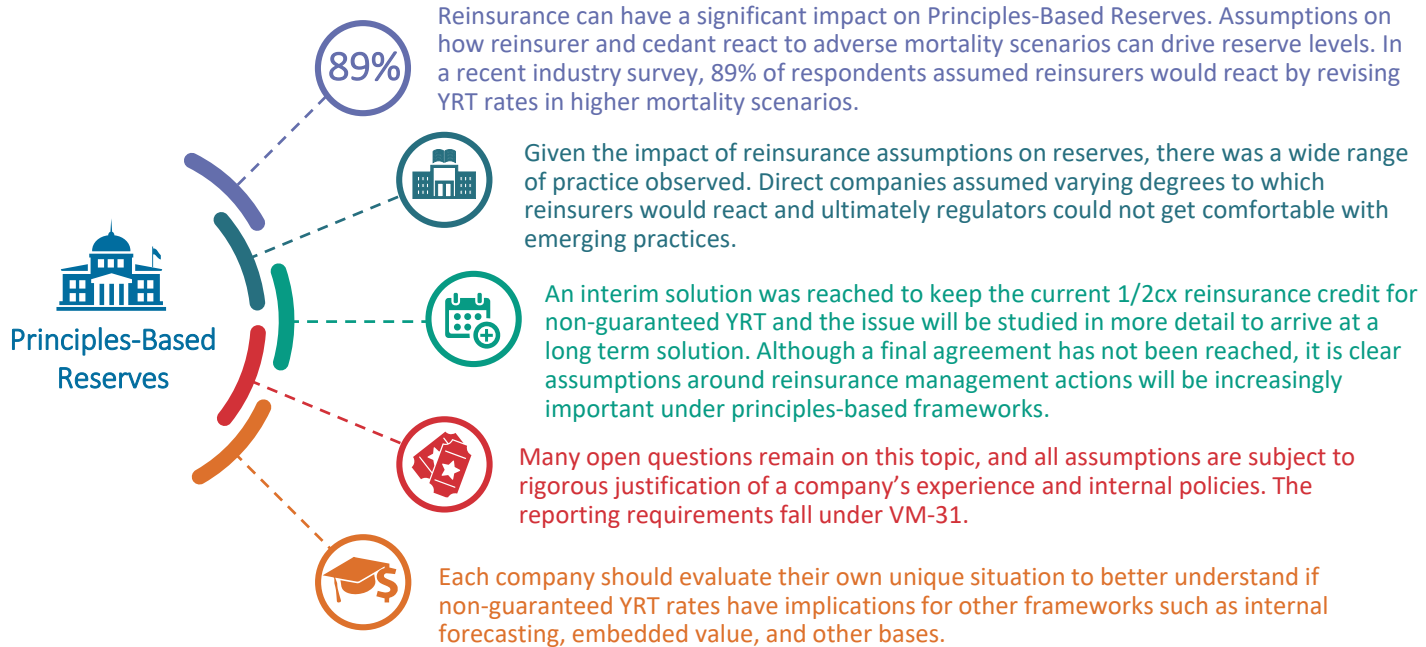 Reinsurance can have a significant impact on Principles-Based Reserves. Assumptions on
how reinsurer and cedant react to adverse mortality scenarios can drive reserve levels. In
a recent industry survey, 89% of respondents assumed reinsurers would react by revising
YRT rates in higher mortality scenarios.
89%
Given the impact of reinsurance assumptions on reserves, there was a wide range
of practice observed. Direct companies assumed varying degrees to which
reinsurers would react and ultimately regulators could not get comfortable with
emerging practices.
Principles-Based
Reserves
An interim solution was reached to keep the current 1/2cx reinsurance credit for
non-guaranteed YRT and the issue will be studied in more detail to arrive at a
long term solution. Although a final agreement has not been reached, it is clear
assumptions around reinsurance management actions will be increasingly
important under principles-based frameworks.
Many open questions remain on this topic, and all assumptions are subject to
rigorous justification of a company’s experience and internal policies. The
reporting requirements fall under VM-31.
$
Each company should evaluate their own unique situation to better understand if
non-guaranteed YRT rates have implications for other frameworks such as internal
forecasting, embedded value, and other bases.